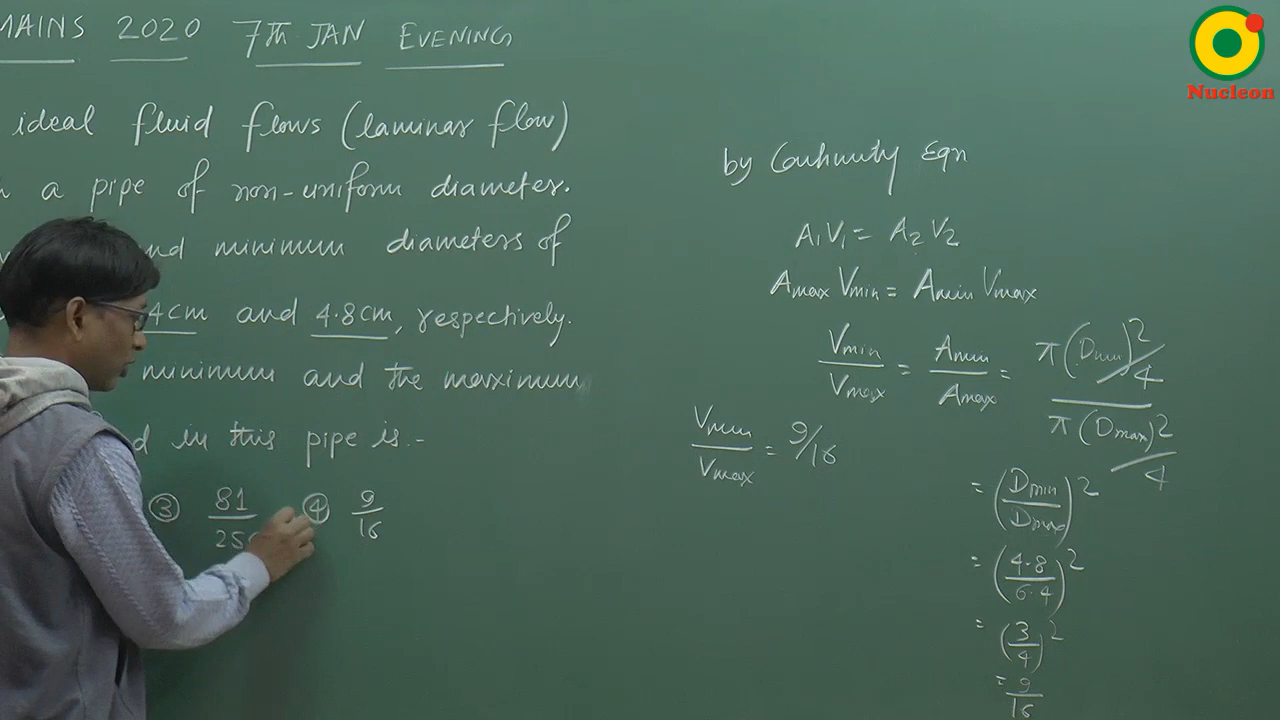 MAINS 2020 7th JAN EVENING
Nucleon
ideal fluid flows (laminar flow)
a pipe of non-uniform diameter.
minimum diameters of
4cm and 4.8cm, respectively.
minimum and the maximum
in this pipe is:-
③ 81/25 ④ 9/16
by Continuity Eqn
A1V1 = A2V2
Amax Vmin = Amin Vmax
Vmin/Vmax = Amin/Amax = π(Dmin)²/4 / π(Dmax)²/4
Vmin/Vmax = 9/16
= (Dmin/Dmax)²
= (4.8/6.4)²
= (3/4)²
= 9/16